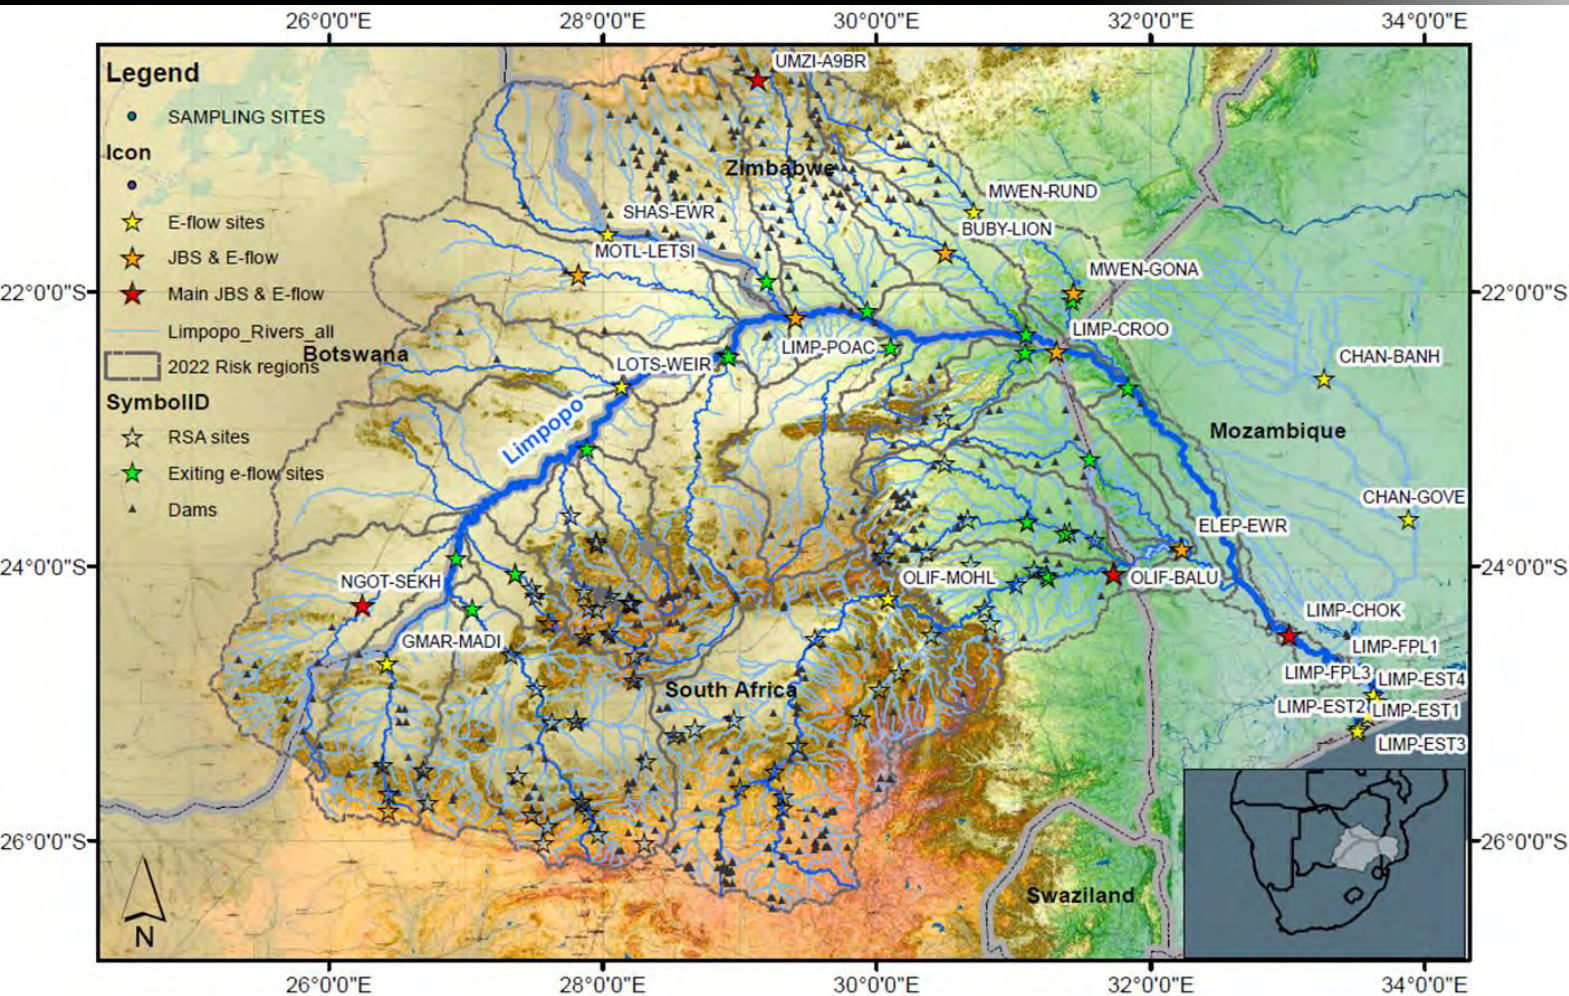 26°0'0"E 28°0'0"E 30°0'0"E 32°0'0"E 34°0'0"E
Legend
SAMPLING SITES
Icon
E-flow sites
JBS & E-flow
Main JBS & E-flow
Limpopo_Rivers_all
2022 Risk regions
SymbolID
RSA sites
Exiting e-flow sites
Dams
UMZI-A9BR
Zimbabwe
MWEN-RUND
SHAS-EWR
BUBY-LION
MOTL-LETSI
MWEN-GONA
22°0'0"S
22°0'0"S
LIMP-CROO
LIMP-POAC
Botswana
LOTS-WEIR
CHAN-BANH
Limpopo
Mozambique
CHAN-GOVE
ELEP-EWR
24°0'0"S
24°0'0"S
NGOT-SEKH
OLIF-MOHL
OLIF-BALU
LIMP-CHOK
GMAR-MADI
LIMP-FPL1
LIMP-FPL3
LIMP-EST4
South Africa
LIMP-EST2
LIMP-EST1
LIMP-EST3
26°0'0"S
26°0'0"S
Swaziland
N
26°0'0"E 28°0'0"E 30°0'0"E 32°0'0"E 34°0'0"E